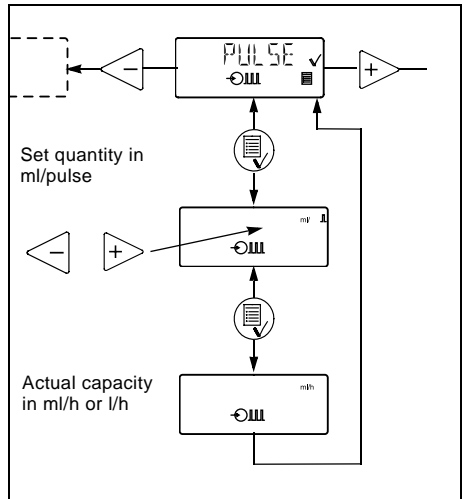 PULSE
−
+
Set quantity in
ml/pulse
ml/
−
+
Actual capacity
in ml/h or l/h
ml/h